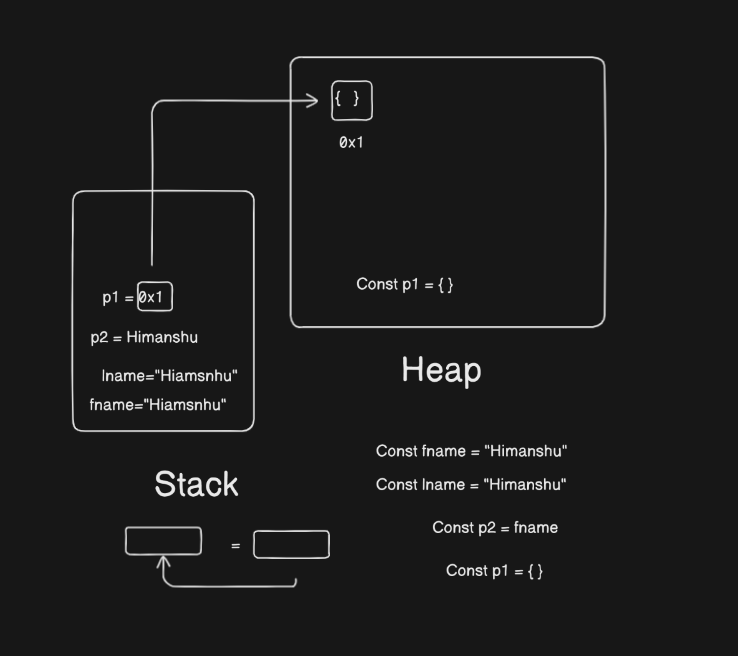 { }
0x1
p1 = 0x1
p2 = Himanshu
lname="Hiamsnhu"
fname="Hiamsnhu"
Const p1 = { }
Heap
Stack
=
Const fname = "Himanshu"
Const lname = "Himanshu"
Const p2 = fname
Const p1 = { }